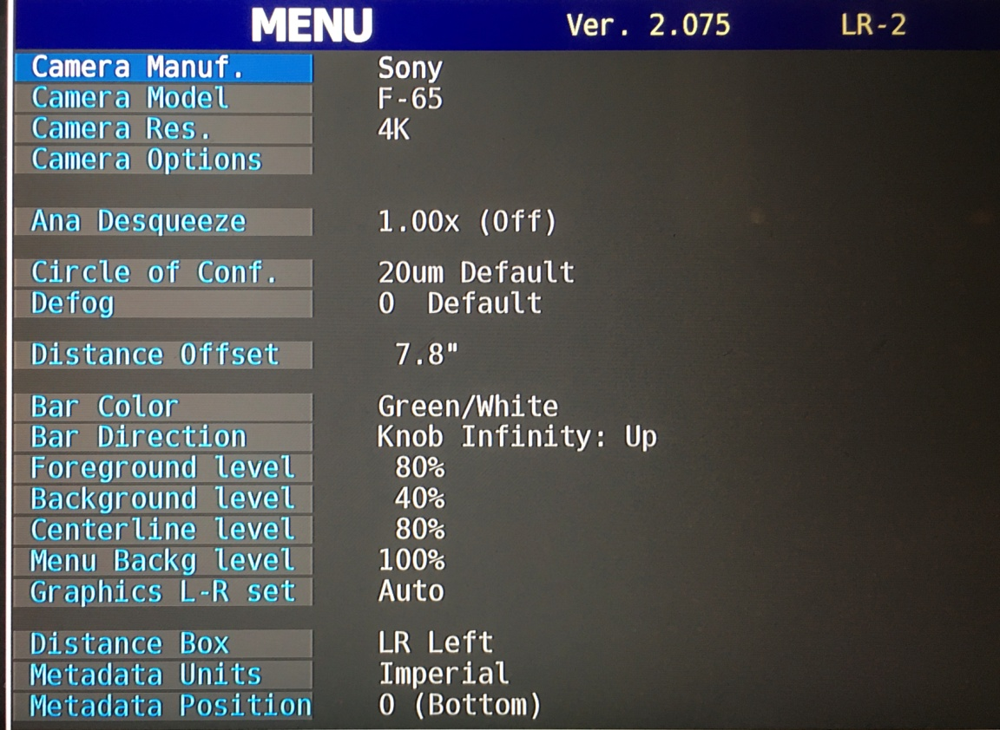 MENU Ver. 2.075 LR-2
Camera Manuf. Sony
Camera Model F-65
Camera Res. 4K
Camera Options
Ana Desqueeze 1.00x (Off)
Circle of Conf. 20um Default
Defog 0 Default
Distance Offset 7.8"
Bar Color Green/White
Bar Direction Knob Infinity: Up
Foreground level 80%
Background level 40%
Centerline level 80%
Menu Backg level 100%
Graphics L-R set Auto
Distance Box LR Left
Metadata Units Imperial
Metadata Position 0 (Bottom)